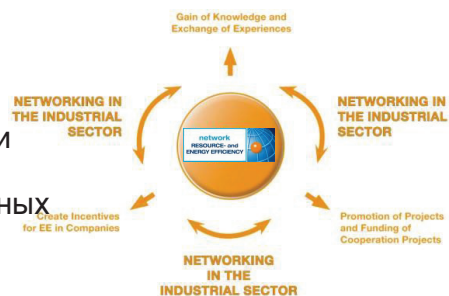 Gain of Knowledge and
Exchange of Experiences
NETWORKING IN
THE INDUSTRIAL
SECTOR
NETWORKING IN
THE INDUSTRIAL
SECTOR
и
network
RESOURCE- and
ENERGY EFFICIENCY
ных
Create Incentives
for EE in Companies
Promotion of Projects
and Funding of
Cooperation Projects
NETWORKING
IN THE
INDUSTRIAL SECTOR